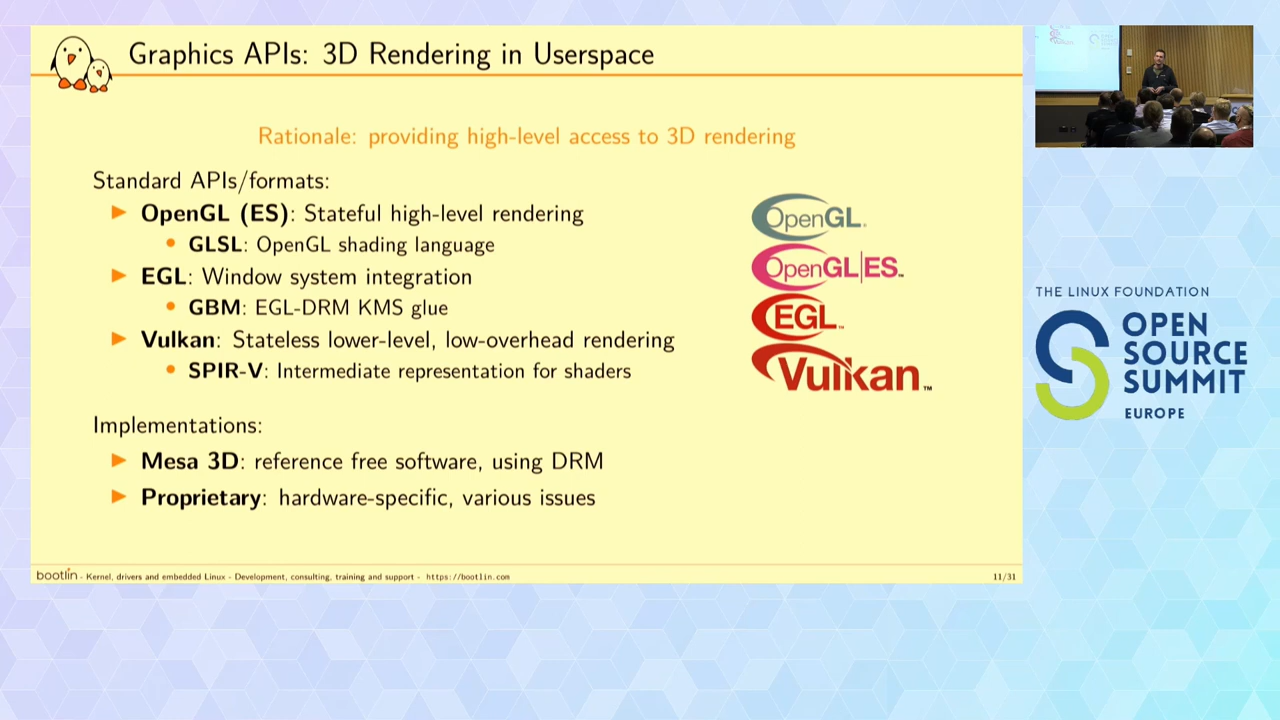 Graphics APIs: 3D Rendering in Userspace
Rationale: providing high-level access to 3D rendering
Standard APIs/formats:
OpenGL (ES): Stateful high-level rendering
GLSL: OpenGL shading language
EGL: Window system integration
GBM: EGL-DRM KMS glue
Vulkan: Stateless lower-level, low-overhead rendering
SPIR-V: Intermediate representation for shaders
OpenGL.
OpenGL|ES™
EGL™
Vulkan™
Implementations:
Mesa 3D: reference free software, using DRM
Proprietary: hardware-specific, various issues
bootlin - Kernel, drivers and embedded Linux - Development, consulting, training and support - https://bootlin.com
11/31
THE LINUX FOUNDATION
OPEN
SOURCE
SUMMIT
EUROPE